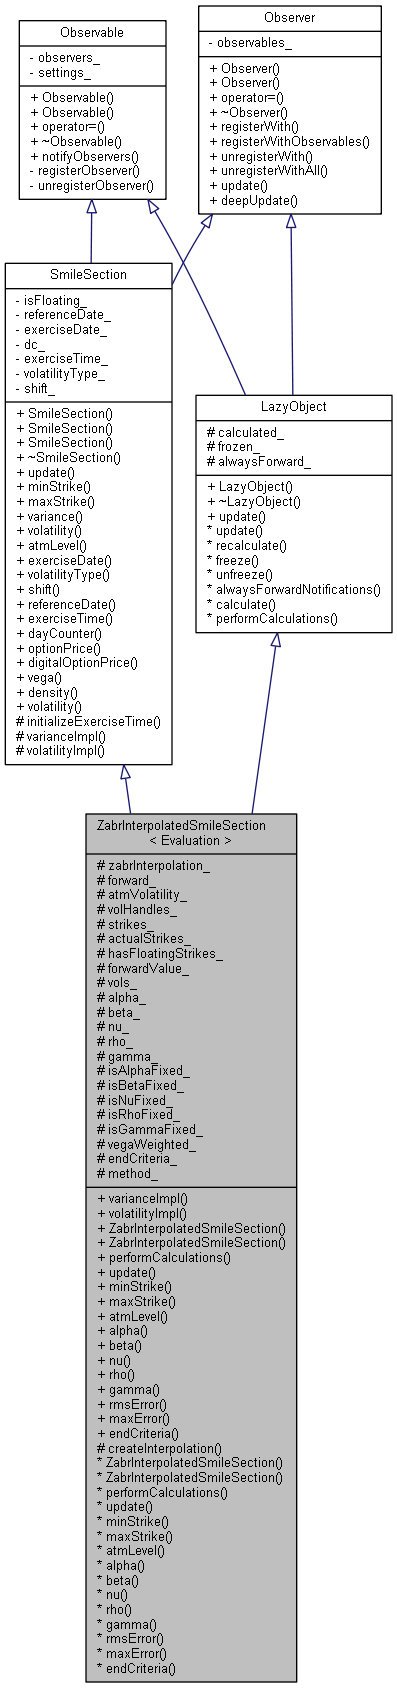 Observable
- observers_
- settings_
+ Observable()
+ Observable()
+ operator=()
+ ~Observable()
+ notifyObservers()
- registerObserver()
- unregisterObserver()
Observer
- observables_
+ Observer()
+ Observer()
+ operator=()
+ ~Observer()
+ registerWith()
+ registerWithObservables()
+ unregisterWith()
+ unregisterWithAll()
+ update()
+ deepUpdate()
SmileSection
- isFloating_
- referenceDate_
- exerciseDate_
- dc_
- exerciseTime_
- volatilityType_
- shift_
+ SmileSection()
+ SmileSection()
+ SmileSection()
+ ~SmileSection()
+ update()
+ minStrike()
+ maxStrike()
+ variance()
+ volatility()
+ atmLevel()
+ exerciseDate()
+ volatilityType()
+ shift()
+ referenceDate()
+ exerciseTime()
+ dayCounter()
+ optionPrice()
+ digitalOptionPrice()
+ vega()
+ density()
+ volatility()
# initializeExerciseTime()
# varianceImpl()
# volatilityImpl()
LazyObject
# calculated_
# frozen_
# alwaysForward_
+ LazyObject()
+ ~LazyObject()
+ update()
* update()
* recalculate()
* freeze()
* unfreeze()
* alwaysForwardNotifications()
* calculate()
* performCalculations()
ZabrInterpolatedSmileSection
< Evaluation >
# zabrInterpolation_
# forward_
# atmVolatility_
# volHandles_
# strikes_
# actualStrikes_
# hasFloatingStrikes_
# forwardValue_
# vols_
# alpha_
# beta_
# nu_
# rho_
# gamma_
# isAlphaFixed_
# isBetaFixed_
# isNuFixed_
# isRhoFixed_
# isGammaFixed_
# vegaWeighted_
# endCriteria_
# method_
+ varianceImpl()
+ volatilityImpl()
+ ZabrInterpolatedSmileSection()
+ ZabrInterpolatedSmileSection()
+ performCalculations()
+ update()
+ minStrike()
+ maxStrike()
+ atmLevel()
+ alpha()
+ beta()
+ nu()
+ rho()
+ gamma()
+ rmsError()
+ maxError()
+ endCriteria()
# createInterpolation()
* ZabrInterpolatedSmileSection()
* ZabrInterpolatedSmileSection()
* performCalculations()
* update()
* minStrike()
* maxStrike()
* atmLevel()
* alpha()
* beta()
* nu()
* rho()
* gamma()
* rmsError()
* maxError()
* endCriteria()